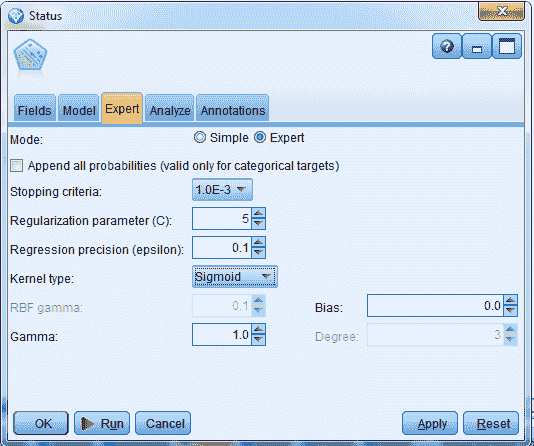 Status
Fields Model Expert Analyze Annotations
Mode: Simple Expert
Append all probabilities (valid only for categorical targets)
Stopping criteria: 1.0E-3
Regularization parameter (C): 5
Regression precision (epsilon): 0.1
Kernel type: Sigmoid
RBF gamma: 0.1 Bias: 0.0
Gamma: 1.0 Degree: 3
OK Run Cancel Apply Reset